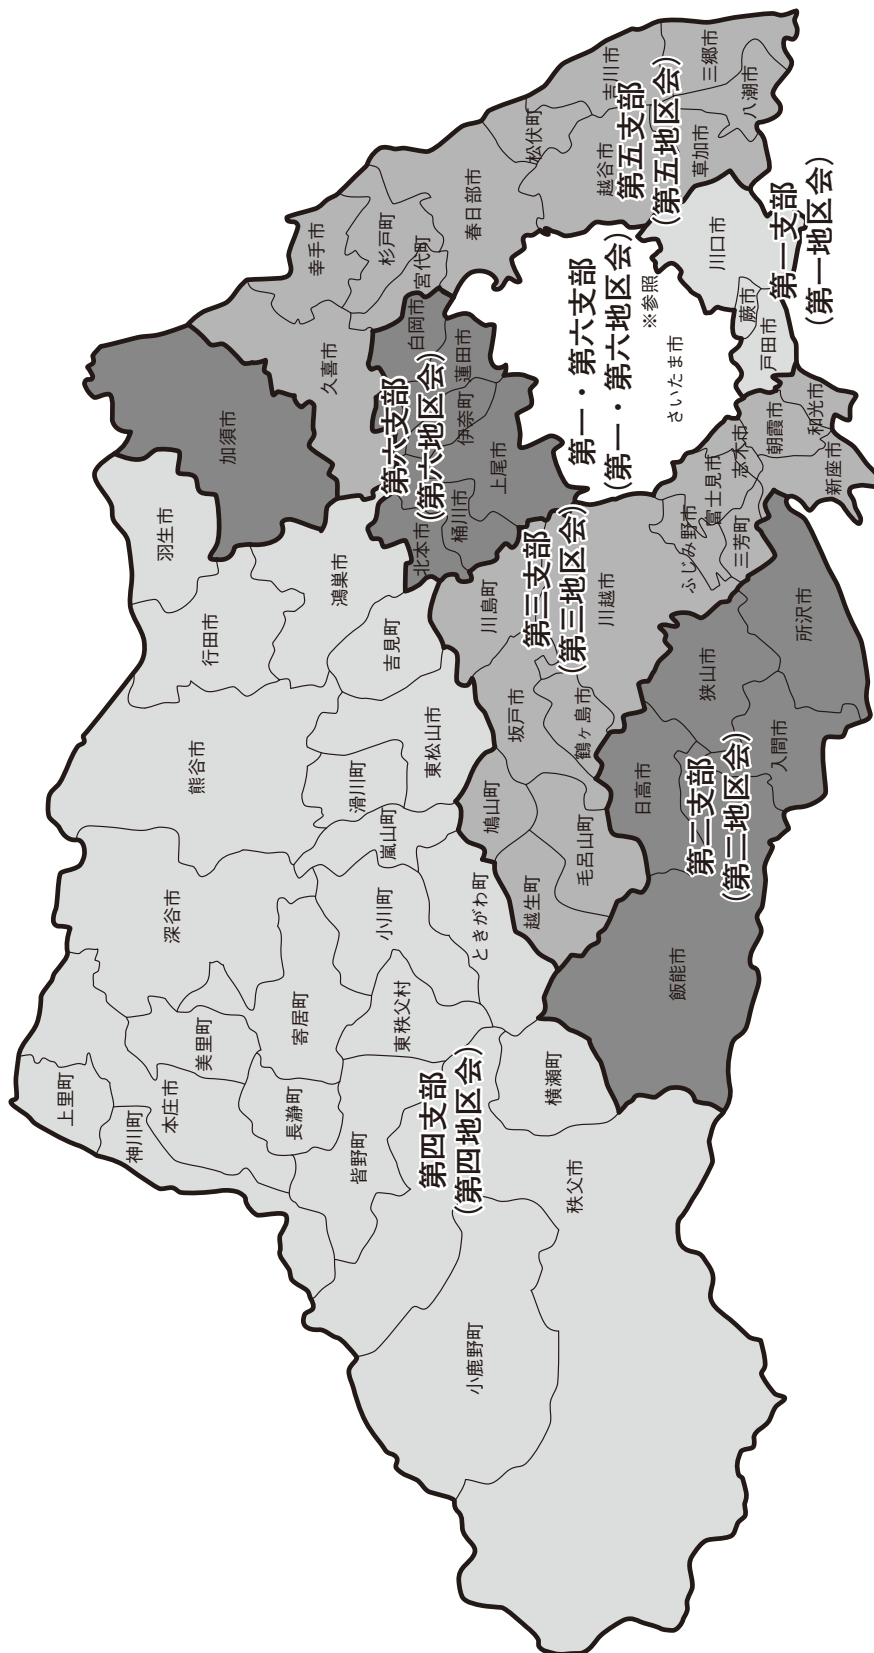 上里町
神川町
本庄市
美里町
深谷市
寄居町
長瀞町
皆野町
小鹿野町
秩父市
横瀬町
東秩父村
小川町
ときがわ町
嵐山町
滑川町
東松山市
吉見町
熊谷市
行田市
羽生市
鴻巣市
第四支部
(第四地区会)
加須市
北本市
桶川市
上尾市
伊奈町
蓮田市
白岡市
第六支部
(第六地区会)
久喜市
幸手市
杉戸町
宮代町
春日部市
松伏町
越谷市
吉川市
三郷市
八潮市
草加市
第五支部
(第五地区会)
越生町
毛呂山町
鳩山町
坂戸市
鶴ヶ島市
川島町
川越市
ふじみ野市
富士見市
三芳町
志木市
朝霞市
和光市
新座市
第三支部
(第三地区会)
飯能市
日高市
狭山市
入間市
所沢市
第二支部
(第二地区会)
第一・第六支部
(第一・第六地区会)
※参照
さいたま市
川口市
蕨市
戸田市
第一支部
(第一地区会)